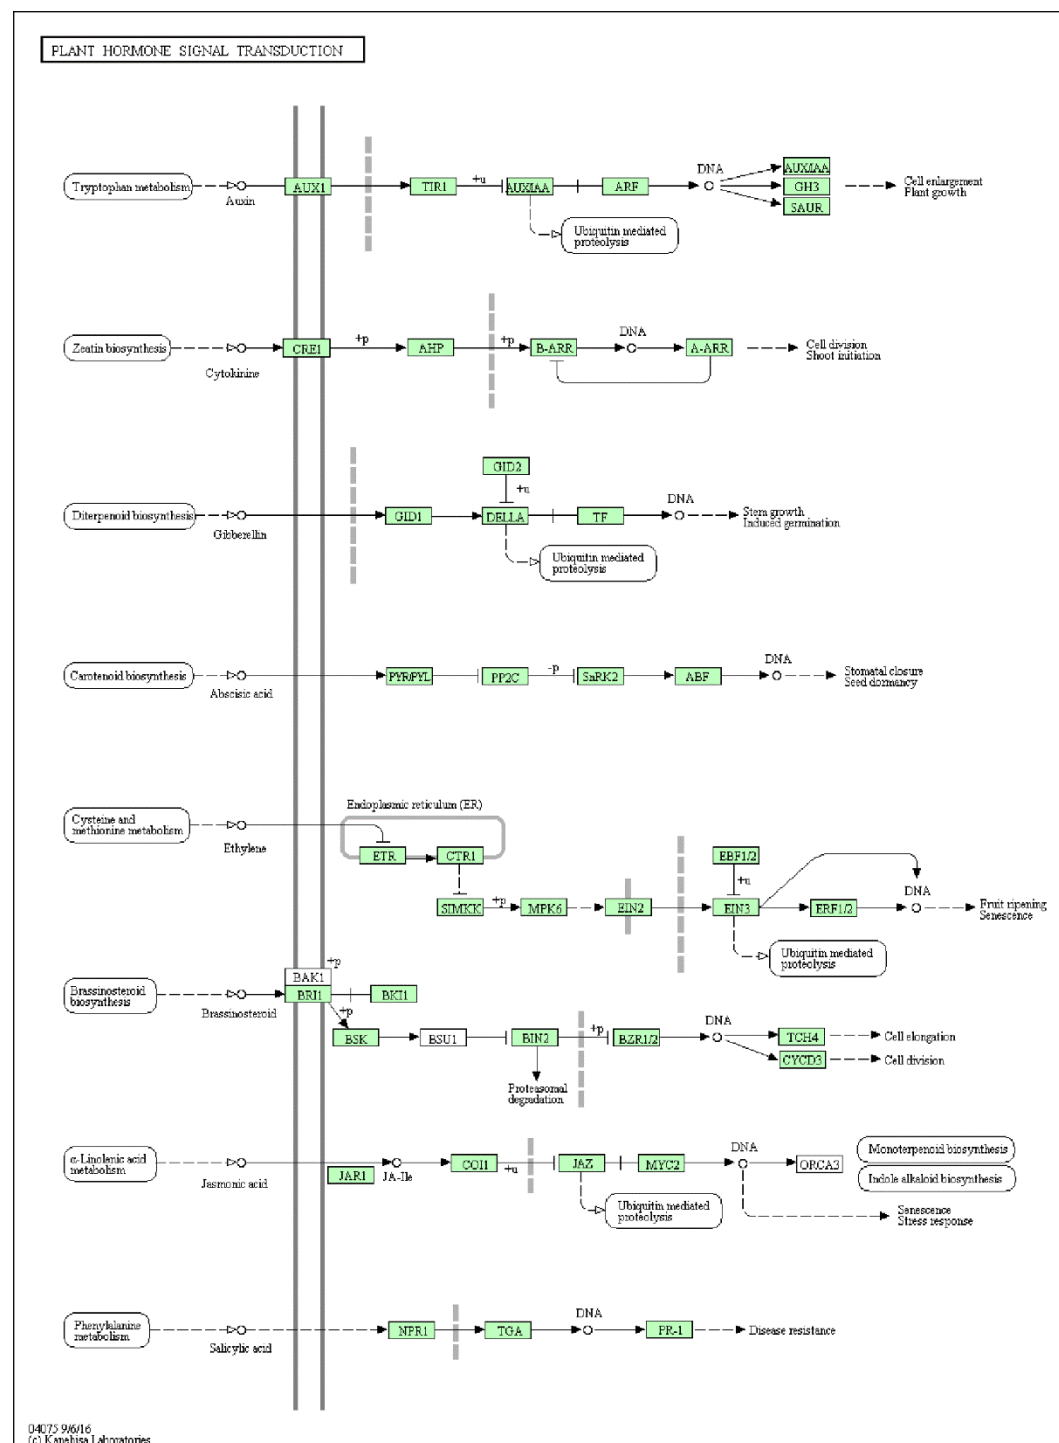 PLANT HORMONE SIGNAL TRANSDUCTION
Tryptophan metabolism
Auxin
AUX1
TIR1
+u
AUX/IAA
ARF
DNA
AUX/IAA
GH3
SAUR
Cell enlargement
Plant growth
Ubiquitin mediated
proteolysis
Zeatin biosynthesis
Cytokinine
CRE1
+p
AHP
+p
B-ARR
DNA
A-ARR
Cell division
Shoot initiation
Diterpenoid biosynthesis
Gibberellin
GID1
GID2
+u
DELLA
TF
DNA
Stem growth
Induced germination
Ubiquitin mediated
proteolysis
Carotenoid biosynthesis
Abscisic acid
PYR/PYL
PP2C
-p
SnRK2
ABF
DNA
Stomatal closure
Seed dormancy
Cysteine and
methionine metabolism
Ethylene
Endoplasmic reticulum (ER)
ETR
CTR1
SIMKK
+p
MPK6
EIN2
EBF1/2
+u
EIN3
ERF1/2
DNA
Fruit ripening
Senescence
Ubiquitin mediated
proteolysis
Brassinosteroid
biosynthesis
Brassinosteroid
BAK1
+p
BRI1
BKI1
+p
BSK
BSU1
BIN2
+p
BZR1/2
DNA
TCH4
Cell elongation
CYCD3
Cell division
Proteasomal
degradation
α-Linolenic acid
metabolism
Jasmonic acid
JAR1
JA-Ile
COI1
+u
JAZ
MYC2
DNA
ORCA3
Monoterpenoid biosynthesis
Indole alkaloid biosynthesis
Ubiquitin mediated
proteolysis
Senescence
Stress response
Phenylalanine
metabolism
Salicylic acid
NPR1
TGA
DNA
PR-1
Disease resistance
04075 9/6/16
(c) Kanehisa Laboratories